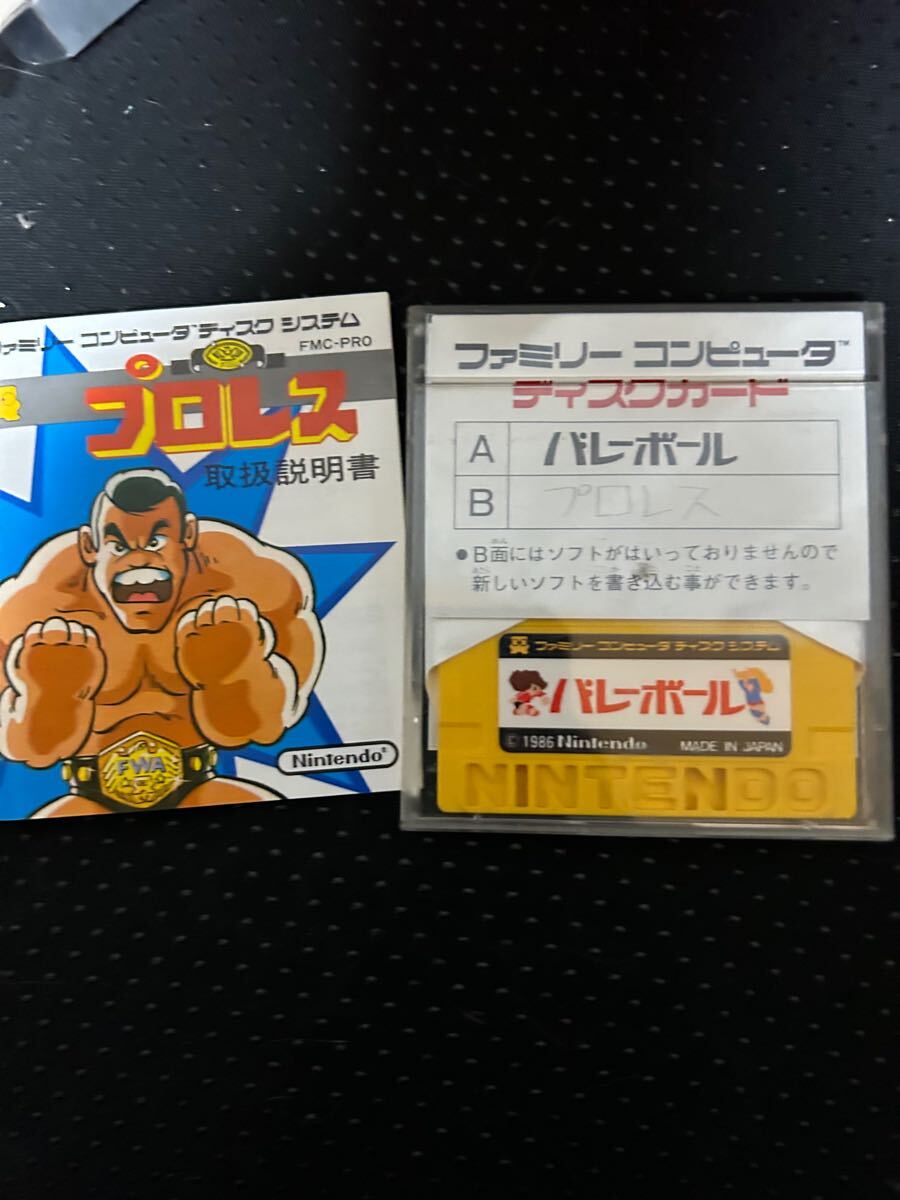 ファミリー コンピュータ ディスク システム
FMC-PRO
プロレス
取扱説明書
FWA
Nintendo®
ファミリー コンピュータ™
ディスクカード
A バレーボール
B プロレス
●B面にはソフトがはいっておりませんので
新しいソフトを書き込む事ができます。
ファミリー コンピュータ ディスク システム
バレーボール
©1986 Nintendo MADE IN JAPAN
NINTENDO